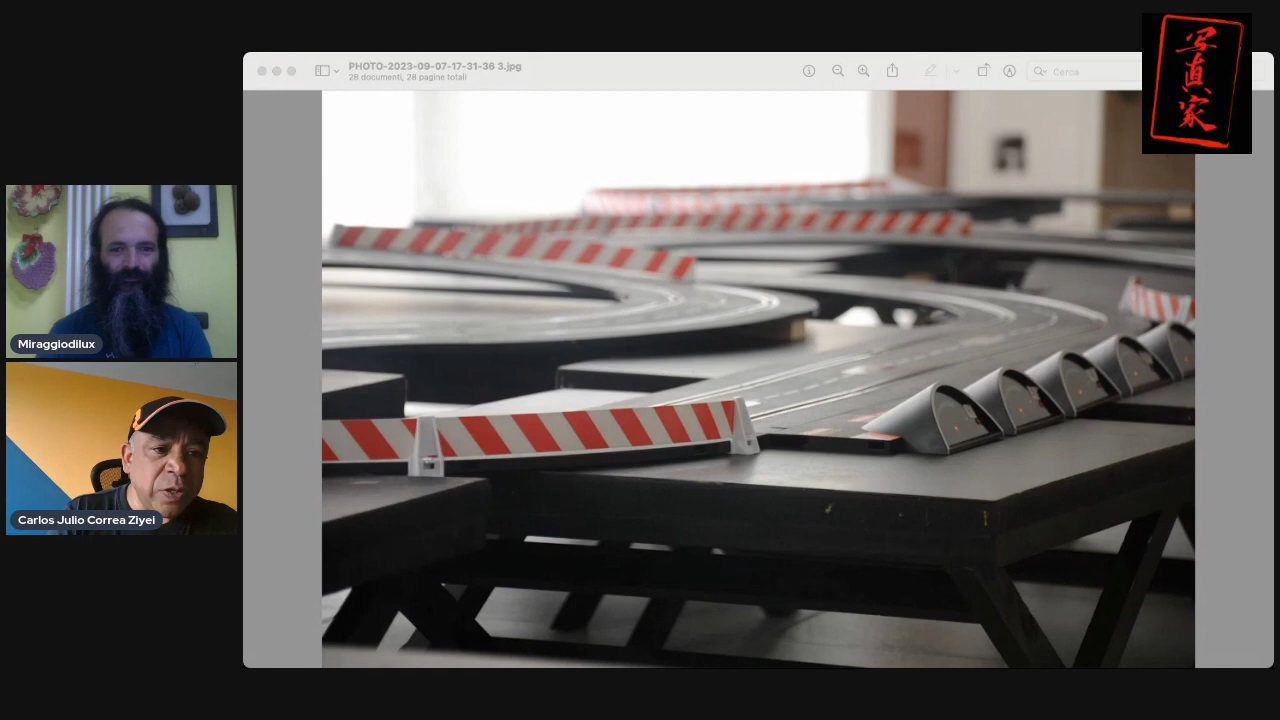 PHOTO-2023-09-07-17-31-36 3.jpg
28 documenti, 28 pagine totali
Cerca
写真家
Miraggiodilux
Carlos Julio Correa Ziyel